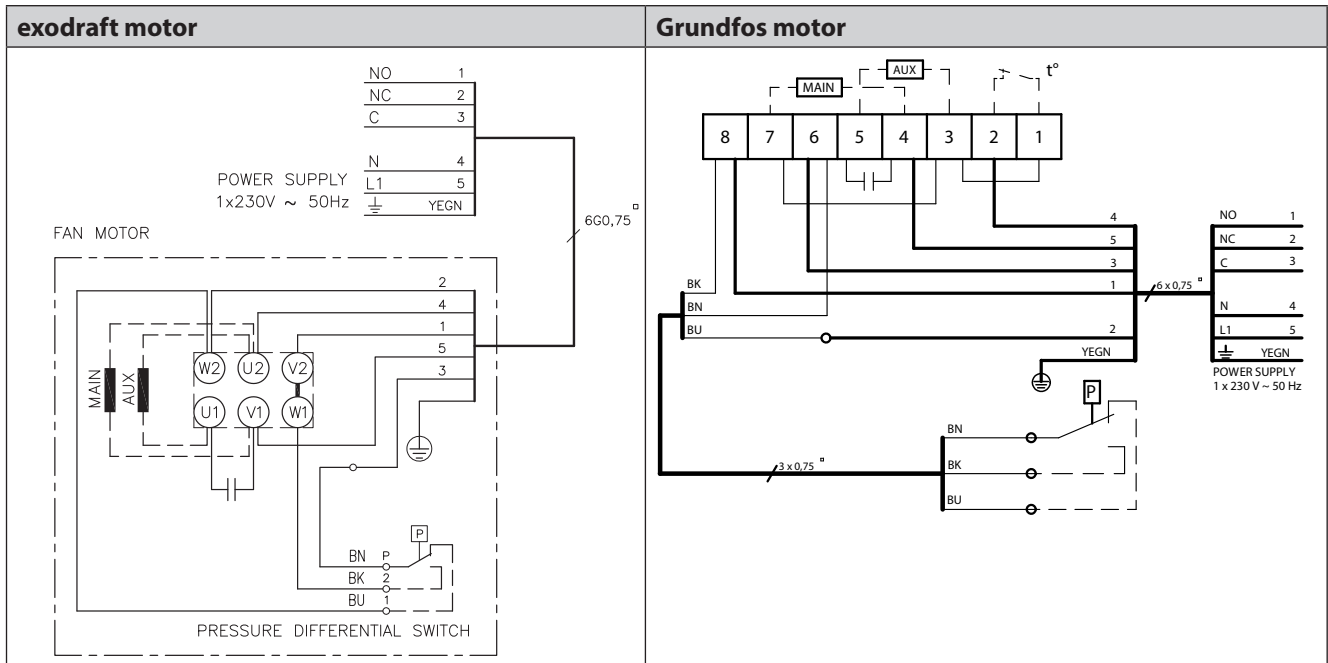 exodraft motor
NO 1
NC 2
C 3
N 4
POWER SUPPLY L1 5
1x230V ~ 50Hz YEGN
6G0,75 □
FAN MOTOR
2
4
1
5
3
MAIN
AUX
W2 U2 V2
U1 V1 W1
P
BN P
BK 2
BU 1
PRESSURE DIFFERENTIAL SWITCH
Grundfos motor
AUX t°
MAIN
8 7 6 5 4 3 2 1
4 NO 1
5 NC 2
3 C 3
BK 1 6 x 0,75 □
BN N 4
BU 2 L1 5
YEGN YEGN
POWER SUPPLY
1 x 230 V ~ 50 Hz
P
BN
3 x 0,75 □ BK
BU